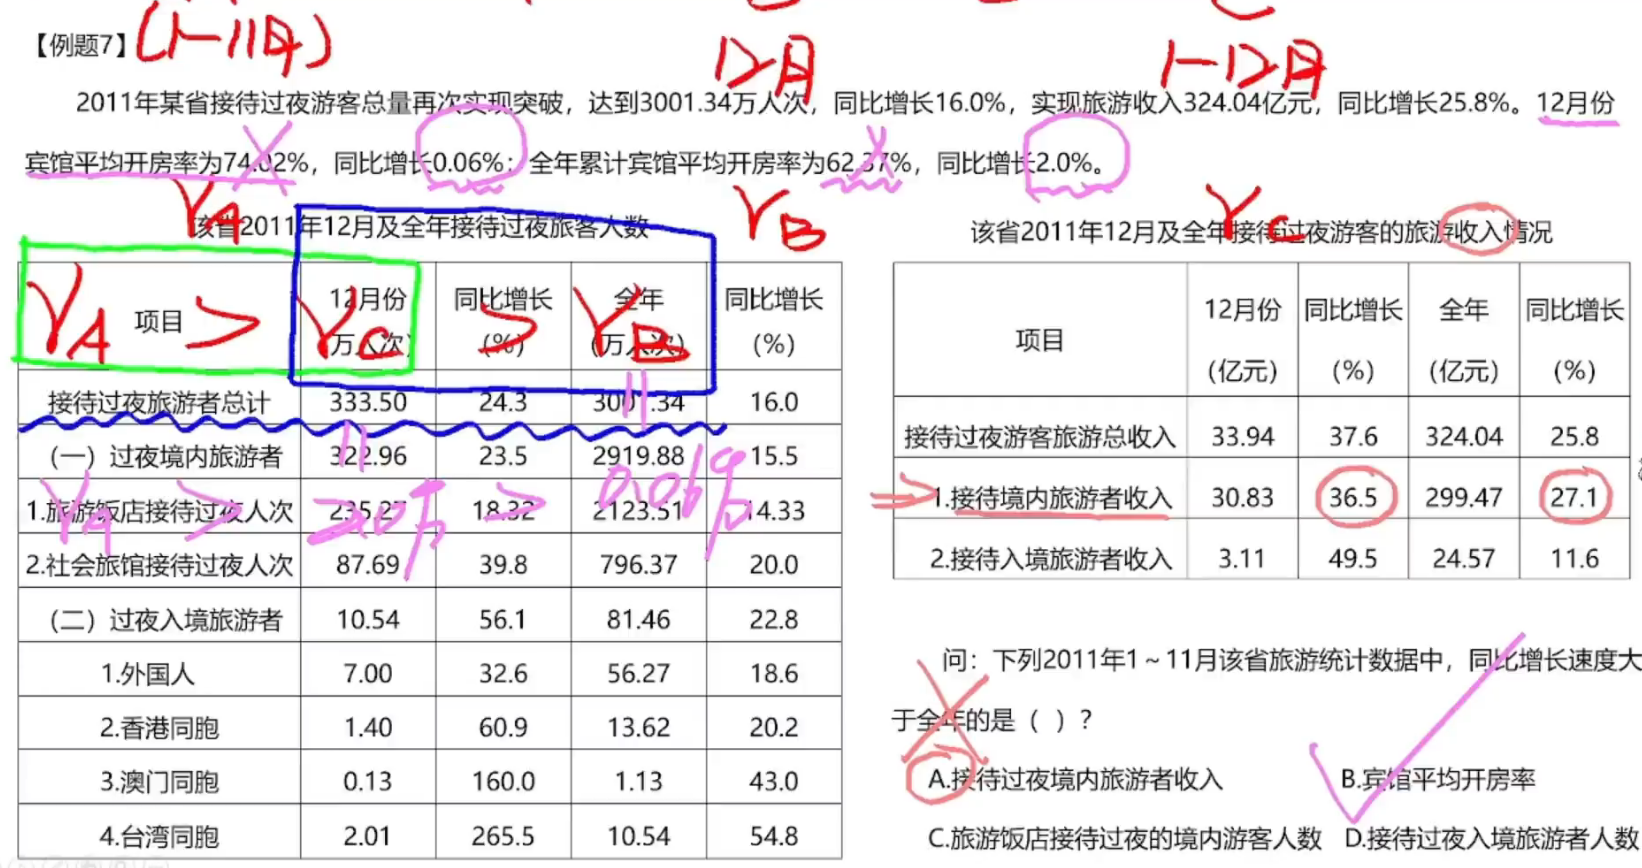 (1-11月)
【例题7】
12月
1-12月
2011年某省接待过夜游客总量再次实现突破，达到3001.34万人次，同比增长16.0%，实现旅游收入324.04亿元，同比增长25.8%。12月份
宾馆平均开房率为74.02%，同比增长0.06%；全年累计宾馆平均开房率为62.37%，同比增长2.0%。
γA
γB
γC
该省2011年12月及全年接待过夜旅客人数
γA > γC > γB
项目 12月份 同比增长 全年 同比增长
(万人次) (%) (万人次) (%)
接待过夜旅游者总计 333.50 24.3 3001.34 16.0
（一）过夜境内旅游者 322.96 23.5 2919.88 15.5
1.旅游饭店接待过夜人次 235.27 18.32 2123.51 14.33
γA > 2.0% > 0.06%
2.社会旅馆接待过夜人次 87.69 39.8 796.37 20.0
（二）过夜入境旅游者 10.54 56.1 81.46 22.8
1.外国人 7.00 32.6 56.27 18.6
2.香港同胞 1.40 60.9 13.62 20.2
3.澳门同胞 0.13 160.0 1.13 43.0
4.台湾同胞 2.01 265.5 10.54 54.8
该省2011年12月及全年接待过夜游客的旅游收入情况
项目 12月份 同比增长 全年 同比增长
(亿元) (%) (亿元) (%)
接待过夜游客旅游总收入 33.94 37.6 324.04 25.8
1.接待境内旅游者收入 30.83 36.5 299.47 27.1
2.接待入境旅游者收入 3.11 49.5 24.57 11.6
问：下列2011年1～11月该省旅游统计数据中，同比增长速度大
于全年的是（ ）？
A.接待过夜境内旅游者收入 B.宾馆平均开房率
C.旅游饭店接待过夜的境内游客人数 D.接待过夜入境旅游者人数